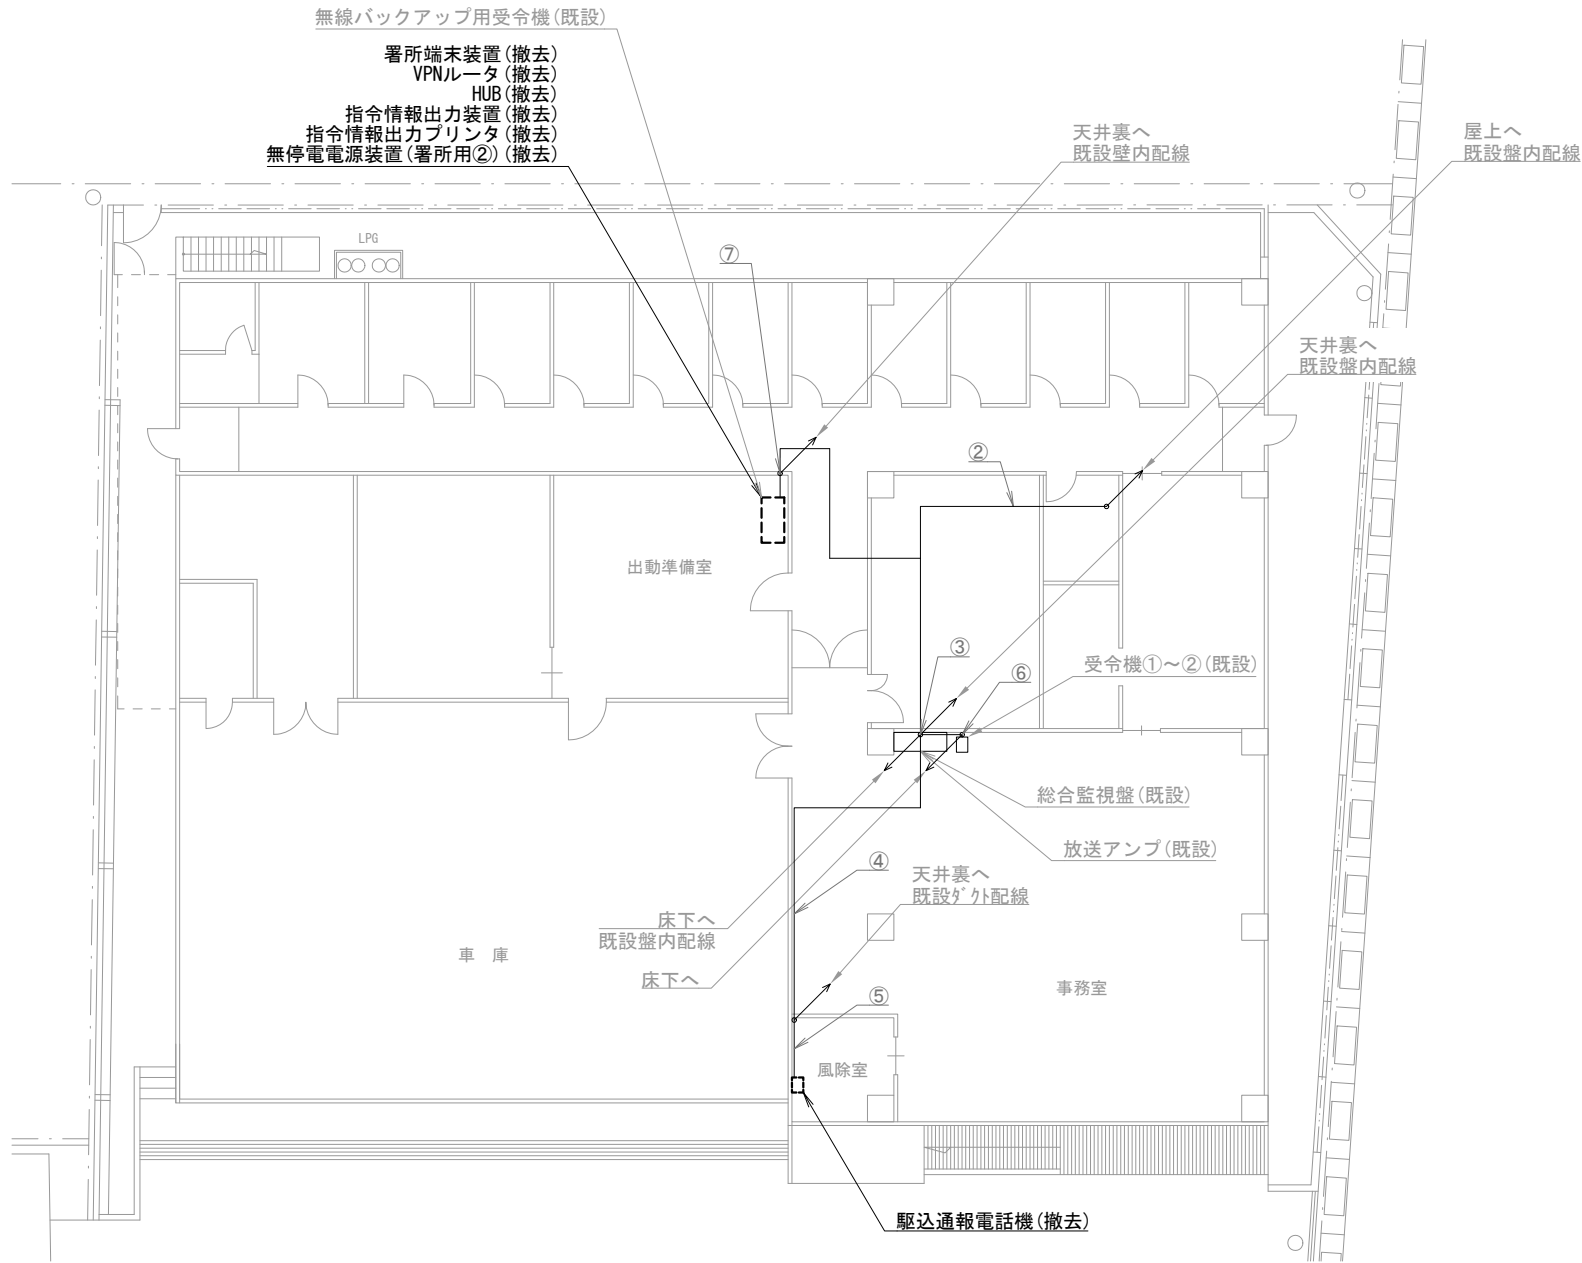 無線バックアップ用受令機(既設)
署所端末装置(撤去)
VPNルータ(撤去)
HUB(撤去)
指令情報出力装置(撤去)
指令情報出力プリンタ(撤去)
無停電電源装置(署所用②)(撤去)
天井裏へ
既設壁内配線
屋上へ
既設盤内配線
LPG
⑦
天井裏へ
既設盤内配線
②
出動準備室
③
⑥
受令機①～②(既設)
総合監視盤(既設)
放送アンプ(既設)
④
天井裏へ
既設ダクト配線
床下へ
既設盤内配線
床下へ
車 庫
事務室
⑤
風除室
駆込通報電話機(撤去)